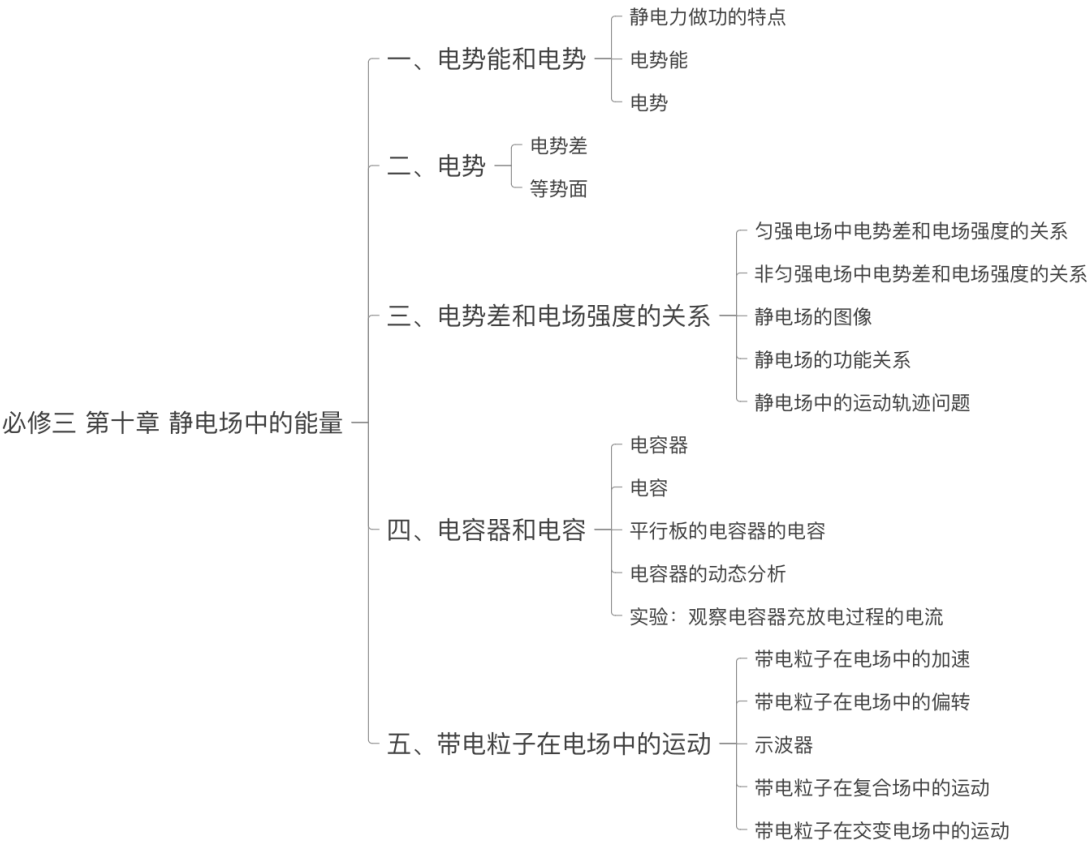 必修三 第十章 静电场中的能量
一、电势能和电势
静电力做功的特点
电势能
电势
二、电势
电势差
等势面
三、电势差和电场强度的关系
匀强电场中电势差和电场强度的关系
非匀强电场中电势差和电场强度的关系
静电场的图像
静电场的功能关系
静电场中的运动轨迹问题
四、电容器和电容
电容器
电容
平行板的电容器的电容
电容器的动态分析
实验：观察电容器充放电过程的电流
五、带电粒子在电场中的运动
带电粒子在电场中的加速
带电粒子在电场中的偏转
示波器
带电粒子在复合场中的运动
带电粒子在交变电场中的运动